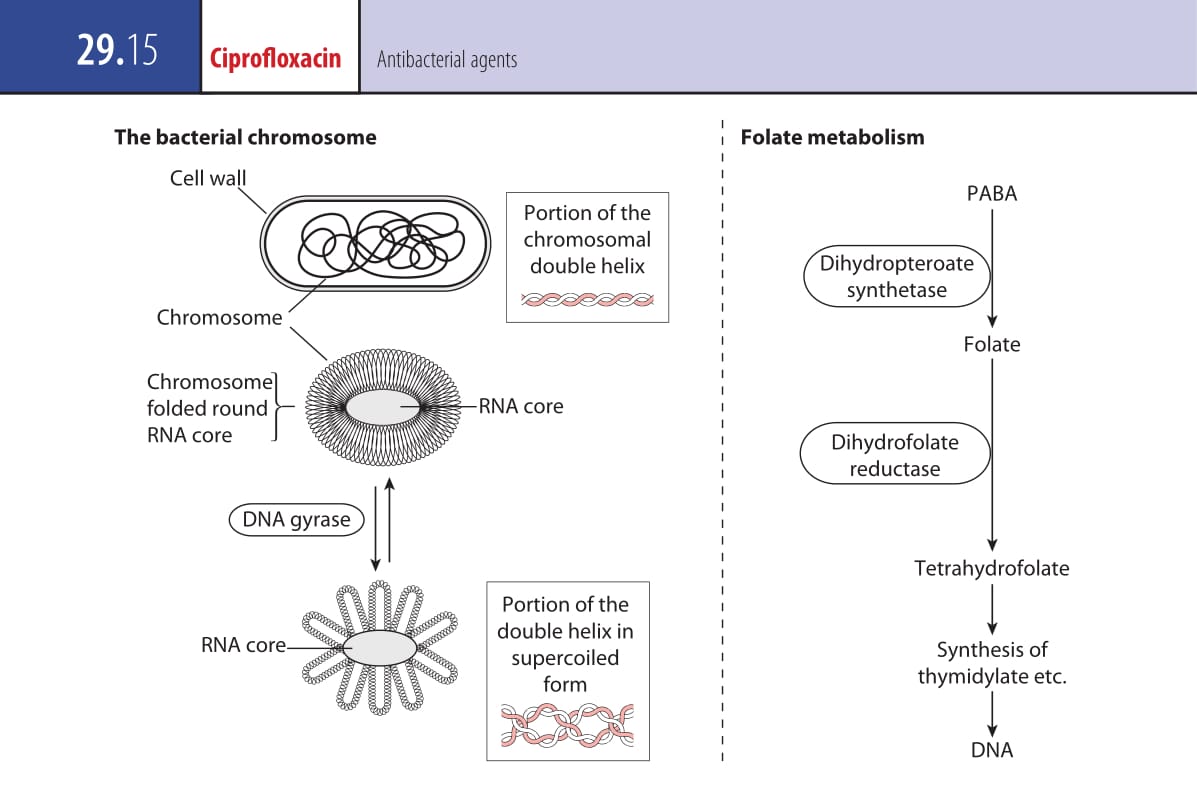 29.15
Ciprofloxacin
Antibacterial agents
The bacterial chromosome
Cell wall
Portion of the
chromosomal
double helix
Chromosome
Chromosome
folded round
RNA core
RNA core
DNA gyrase
RNA core
Portion of the
double helix in
supercoiled
form
Folate metabolism
PABA
Dihydropteroate
synthetase
Folate
Dihydrofolate
reductase
Tetrahydrofolate
Synthesis of
thymidylate etc.
DNA